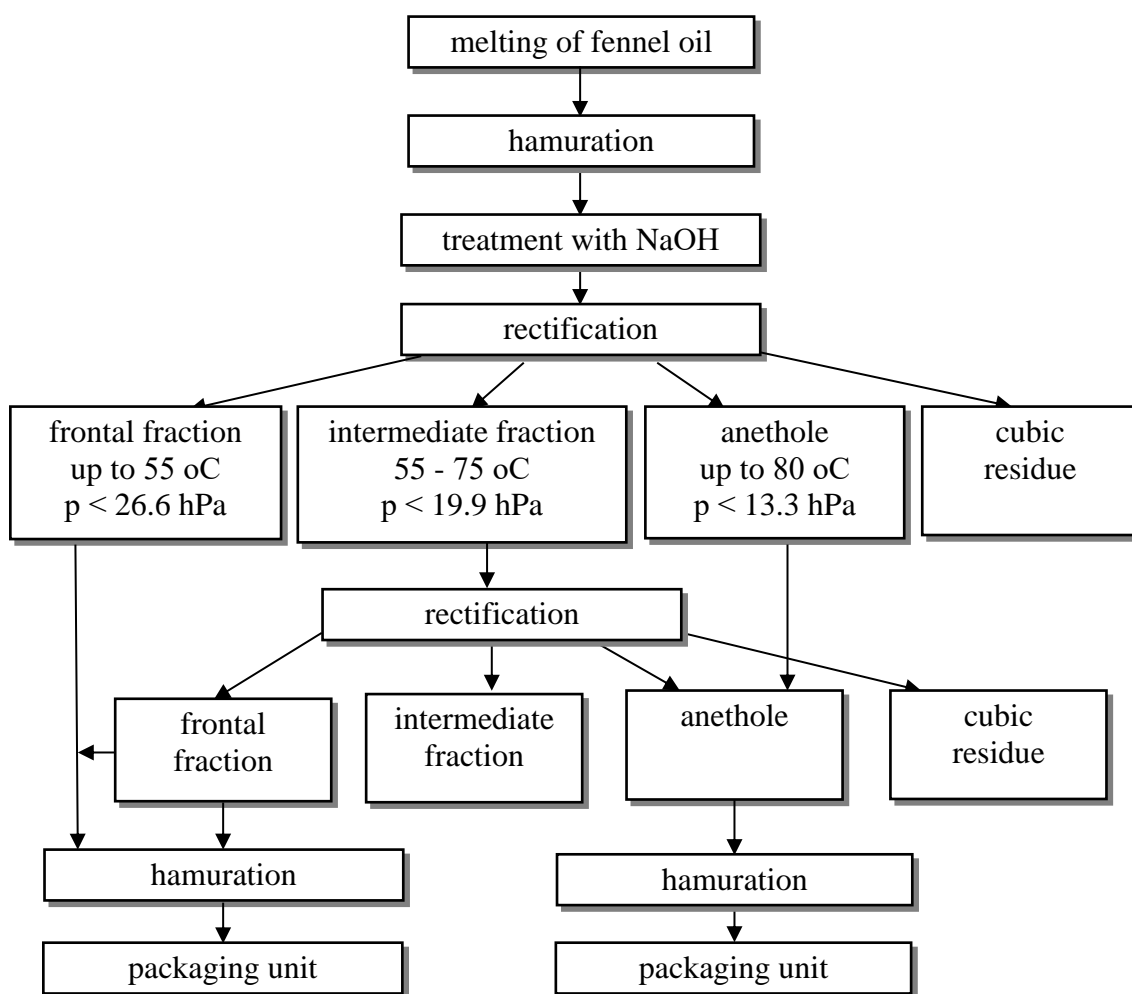 melting of fennel oil
hamuration
treatment with NaOH
rectification
frontal fraction
up to 55 oC
p < 26.6 hPa
intermediate fraction
55 - 75 oC
p < 19.9 hPa
anethole
up to 80 oC
p < 13.3 hPa
cubic
residue
rectification
frontal
fraction
intermediate
fraction
anethole
cubic
residue
hamuration
hamuration
packaging unit
packaging unit